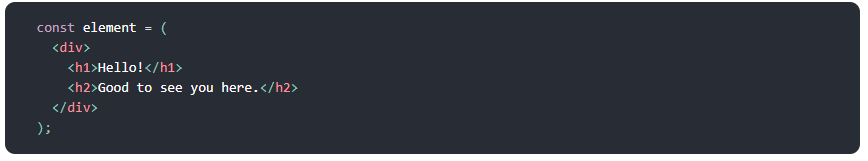 const element = (
  <div>
    <h1>Hello!</h1>
    <h2>Good to see you here.</h2>
  </div>
);